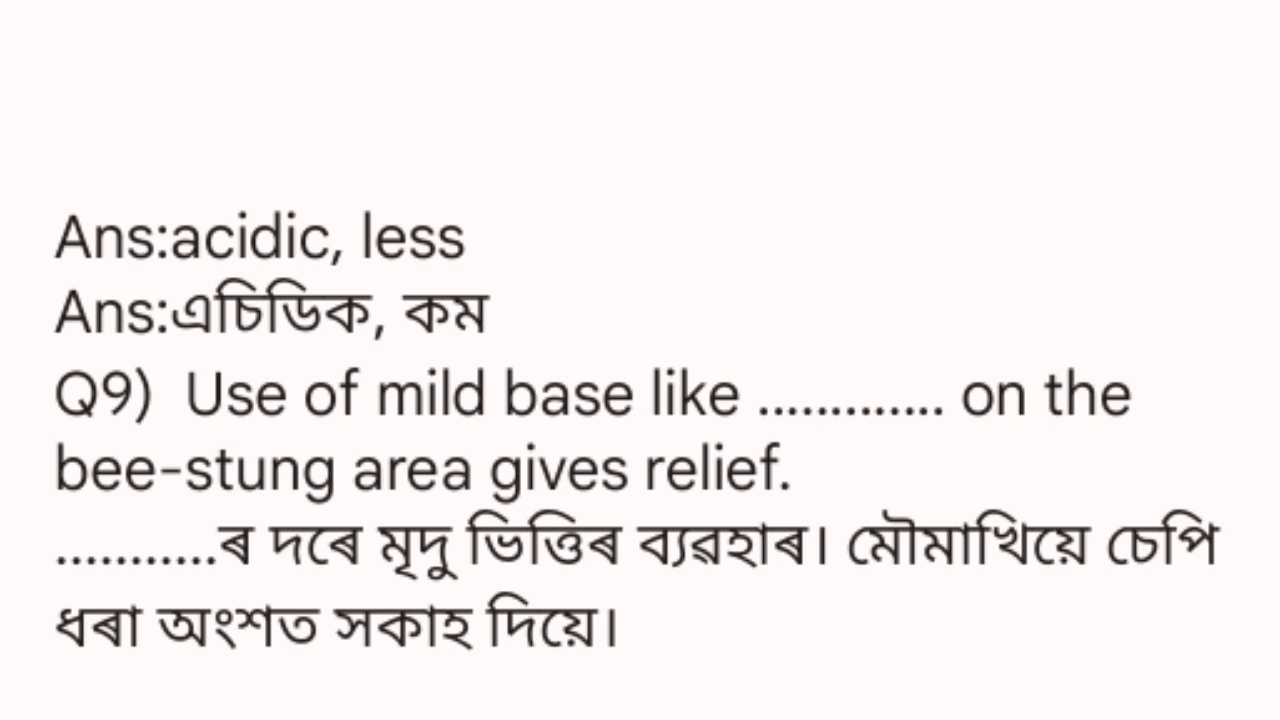 Ans:acidic, less
Ans:এচিডিক, কম
Q9)  Use of mild base like ............. on the
bee-stung area gives relief.
...........ৰ দৰে মৃদু ভিত্তিৰ ব্যৱহাৰ। মৌমাখিয়ে চেপি
ধৰা অংশত সকাহ দিয়ে।